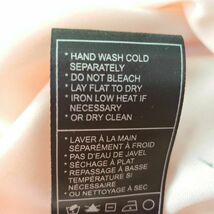 * HAND WASH COLD
SEPARATELY
* DO NOT BLEACH
* LAY FLAT TO DRY
* IRON LOW HEAT IF
NECESSARY
* OR DRY CLEAN
* LAVER À LA MAIN
SÉPARÉMENT À FROID
* PAS D'EAU DE JAVEL
* SÉCHAGE À PLAT
* REPASSAGE À BASSE
TEMPÉRATURE SI
NÉCESSAIRE
* OU NETTOYAGE À SEC